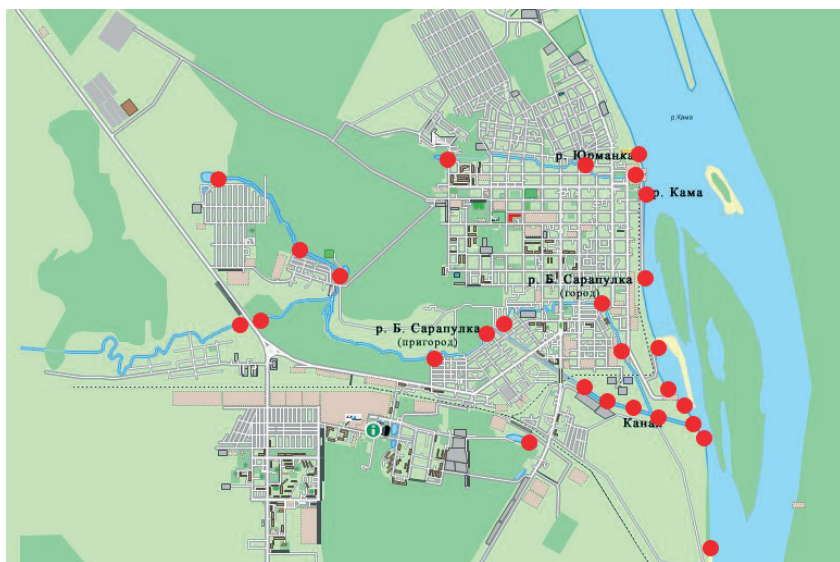 р.Кама
р. Юрманка
р. Кама
р. Б. Сарапулка
(город)
р. Б. Сарапулка
(пригород)
Канал